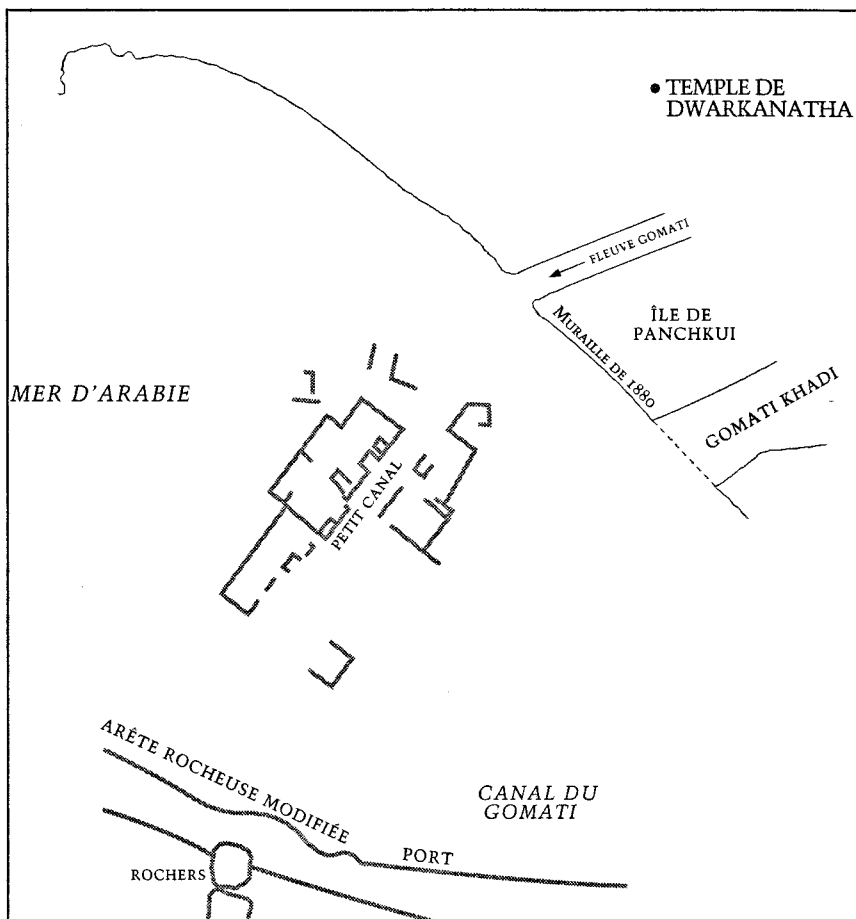 • TEMPLE DE
DWARKANATHA
FLEUVE GOMATI
ÎLE DE
PANCHKUI
MURAILLE DE 1880
MER D'ARABIE
GOMATI KHADI
PETIT CANAL
ARÊTE ROCHEUSE MODIFIÉE
CANAL DU
GOMATI
PORT
ROCHERS